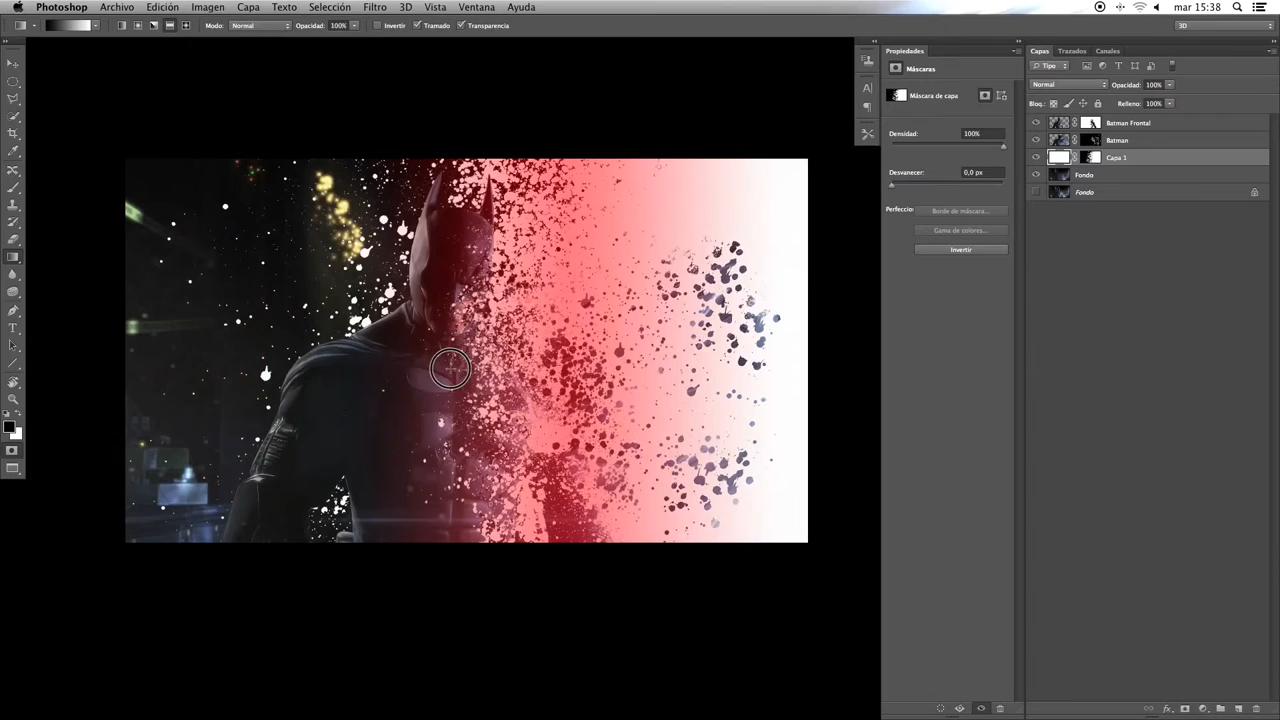 Photoshop Archivo Edición Imagen Capa Texto Selección Filtro 3D Vista Ventana Ayuda mar 15:38
Modo: Normal Opacidad: 100% Invertir Tramado Transparencia 3D
Propiedades
Máscaras
Máscara de capa
Densidad: 100%
Desvanecer: 0,0 px
Perfeccio: Borde de máscara...
Gama de colores...
Invertir
Capas Trazados Canales
Tipo
Normal Opacidad: 100%
Bloq.: Relleno: 100%
Batman Frontal
Batman
Capa 1
Fondo
Fondo